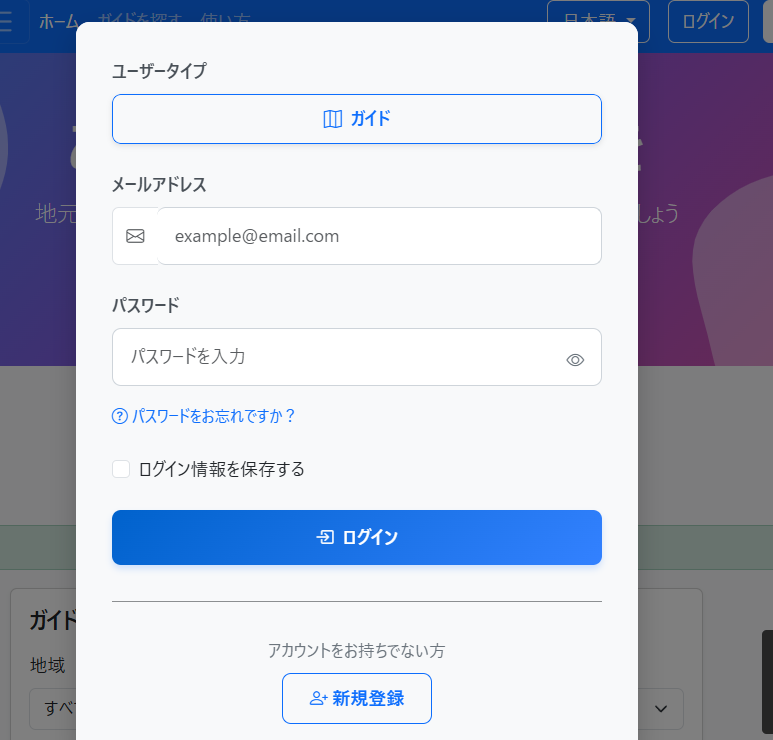 ホーム ガイドを探す 使い方 日本語 ログイン
ユーザータイプ
ガイド
メールアドレス
地元
しょう
example@email.com
パスワード
パスワードを入力
パスワードをお忘れですか？
ログイン情報を保存する
ログイン
ガイド
アカウントをお持ちでない方
地域
新規登録
すべ